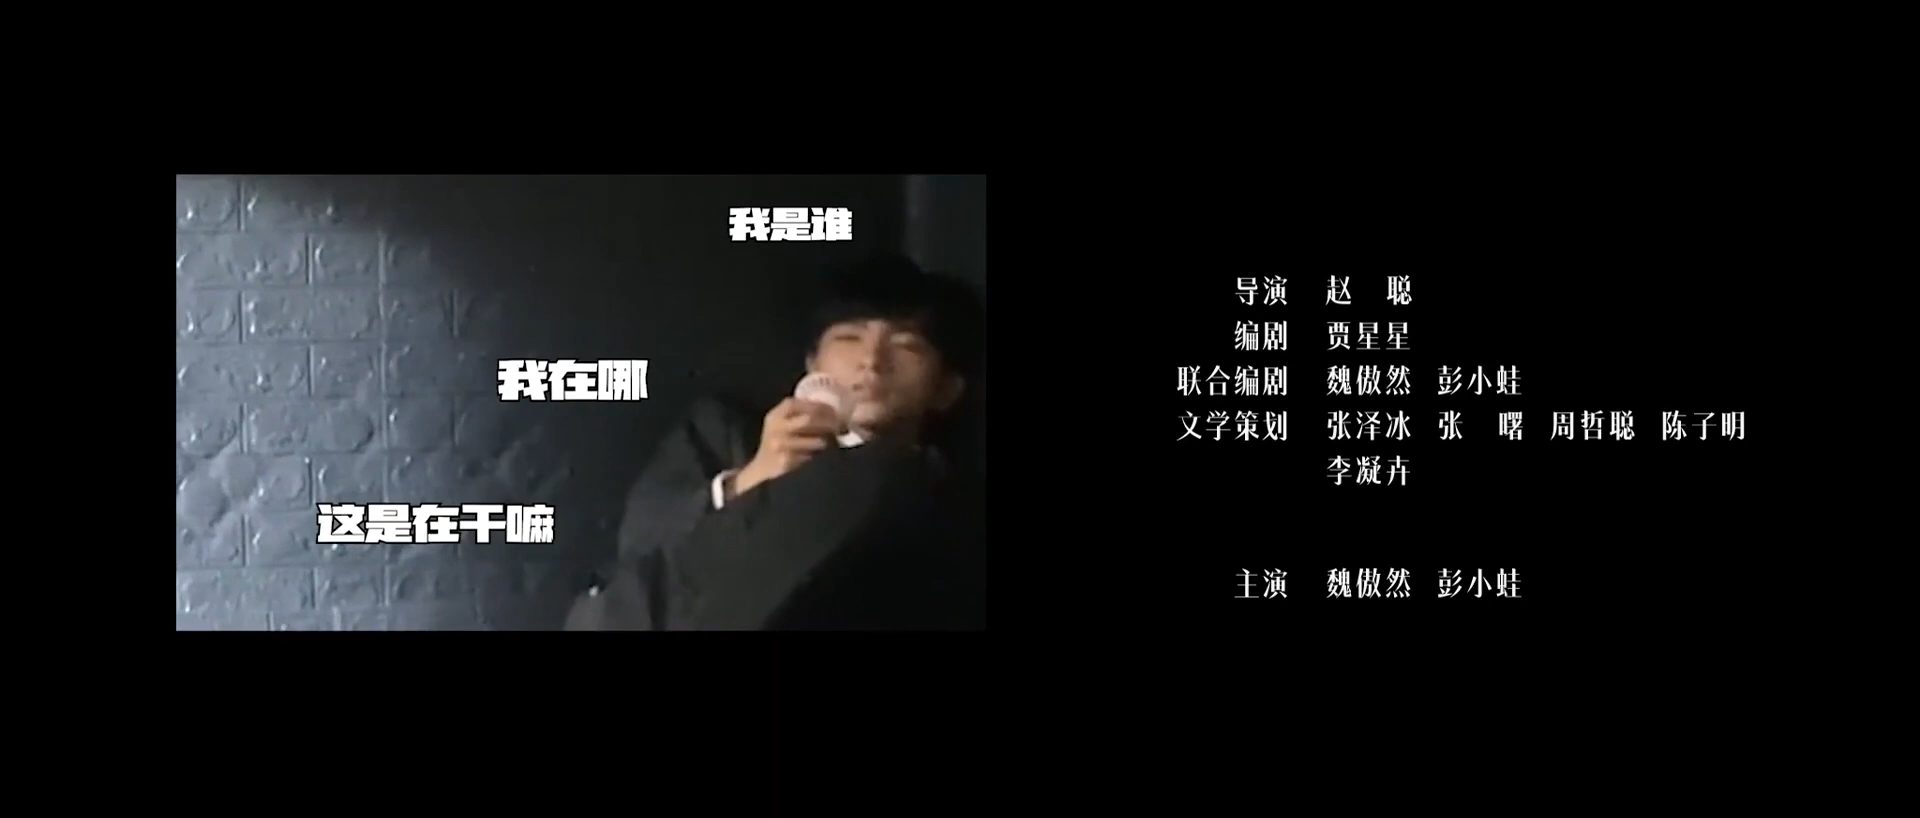 我是谁
我在哪
这是在干嘛
导演 赵 聪
编剧 贾星星
联合编剧 魏傲然 彭小蛙
文学策划 张泽冰 张 曙 周哲聪 陈子明
李凝卉
主演 魏傲然 彭小蛙